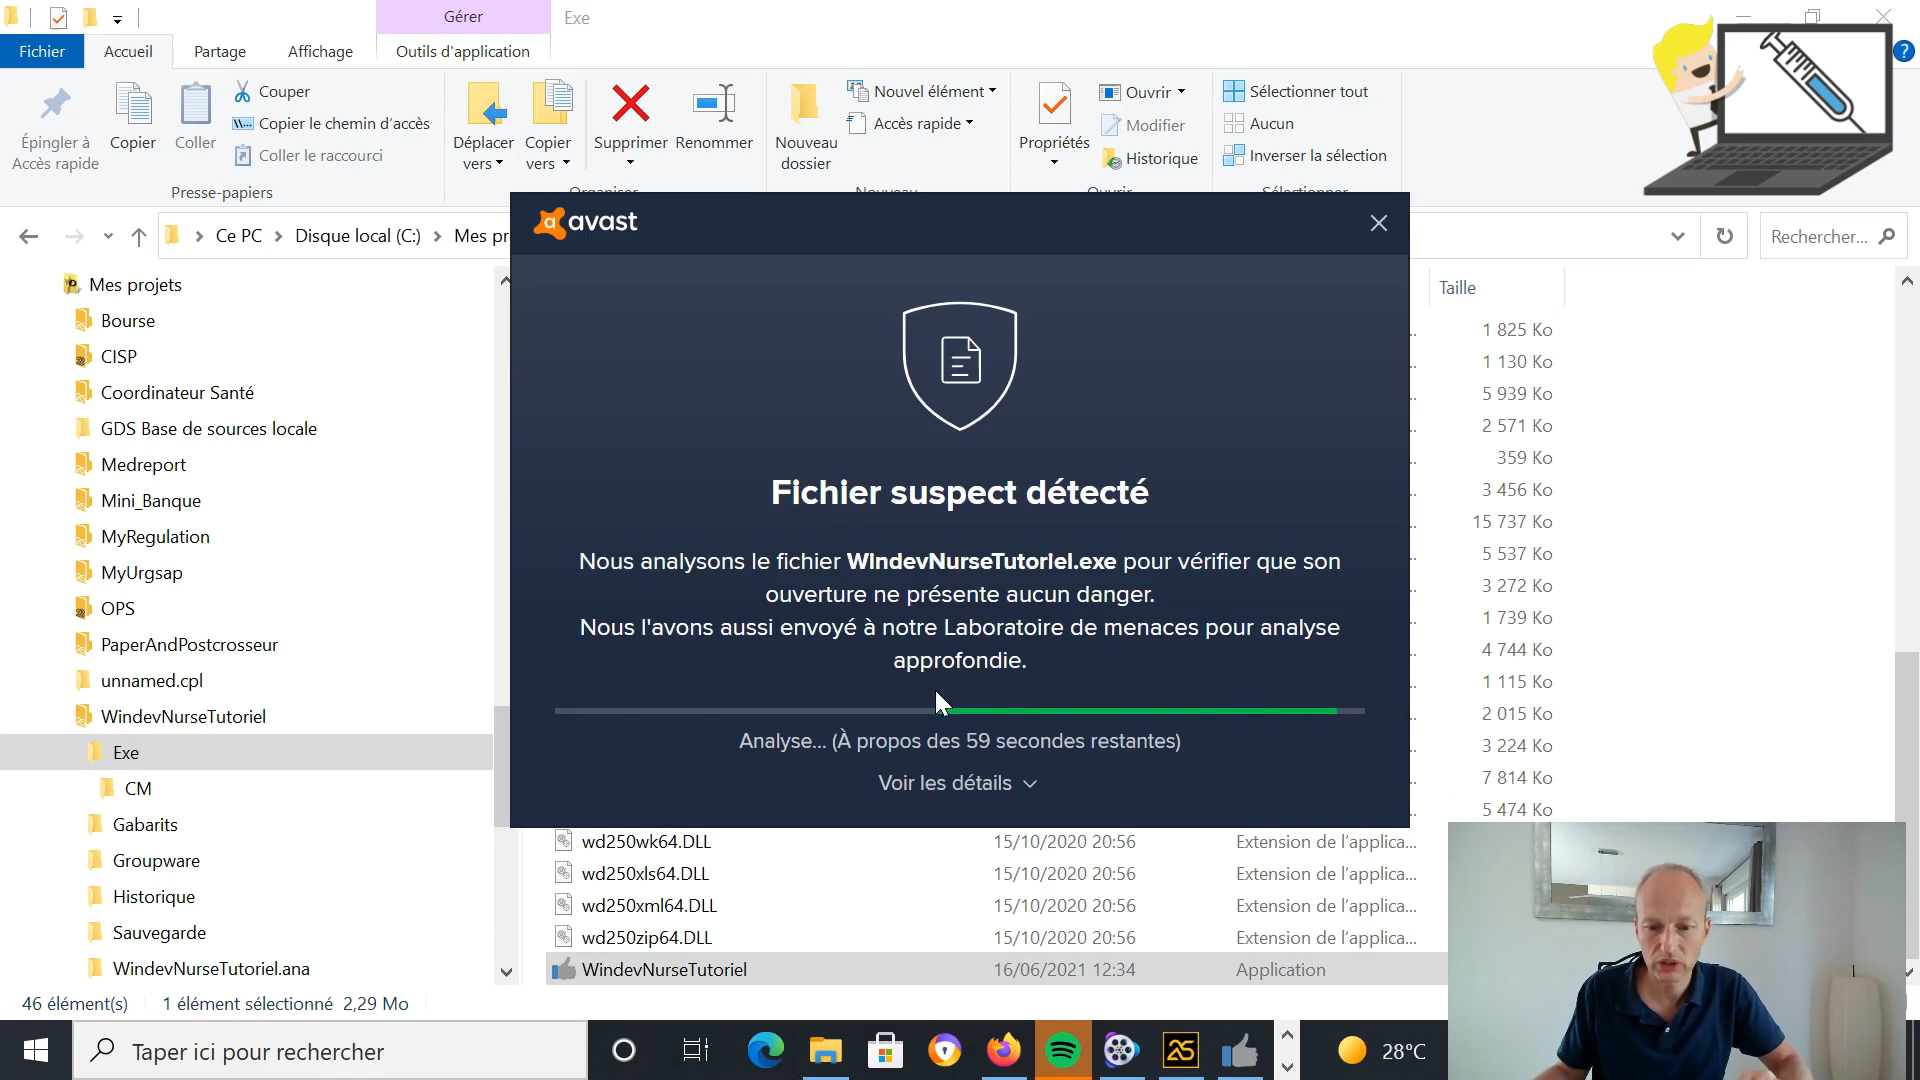 Gérer
Exe
Fichier
Accueil
Partage
Affichage
Outils d'application
?
Épingler à
Accès rapide
Copier
Coller
Couper
Copier le chemin d'accès
Coller le raccourci
Presse-papiers
Déplacer
vers
Copier
vers
Supprimer
Renommer
Organiser
Nouveau
dossier
Nouvel élément
Accès rapide
Nouveau
Propriétés
Ouvrir
Modifier
Historique
Ouvrir
Sélectionner tout
Aucun
Inverser la sélection
Sélectionner
Ce PC
Disque local (C:)
Mes pr
Rechercher...
Mes projets
Bourse
CISP
Coordinateur Santé
GDS Base de sources locale
Medreport
Mini_Banque
MyRegulation
MyUrgsap
OPS
PaperAndPostcrosseur
unnamed.cpl
WindevNurseTutoriel
Exe
CM
Gabarits
Groupware
Historique
Sauvegarde
WindevNurseTutoriel.ana
avast
Fichier suspect détecté
Nous analysons le fichier WindevNurseTutoriel.exe pour vérifier que son
ouverture ne présente aucun danger.
Nous l'avons aussi envoyé à notre Laboratoire de menaces pour analyse
approfondie.
Analyse... (À propos des 59 secondes restantes)
Voir les détails
Taille
1 825 Ko
1 130 Ko
5 939 Ko
2 571 Ko
359 Ko
3 456 Ko
15 737 Ko
5 537 Ko
3 272 Ko
1 739 Ko
4 744 Ko
1 115 Ko
2 015 Ko
3 224 Ko
7 814 Ko
5 474 Ko
wd250wk64.DLL 15/10/2020 20:56 Extension de l'applica...
wd250xls64.DLL 15/10/2020 20:56 Extension de l'applica...
wd250xml64.DLL 15/10/2020 20:56 Extension de l'applica...
wd250zip64.DLL 15/10/2020 20:56 Extension de l'applica...
WindevNurseTutoriel 16/06/2021 12:34 Application
46 élément(s) 1 élément sélectionné 2,29 Mo
Taper ici pour rechercher
25
28°C